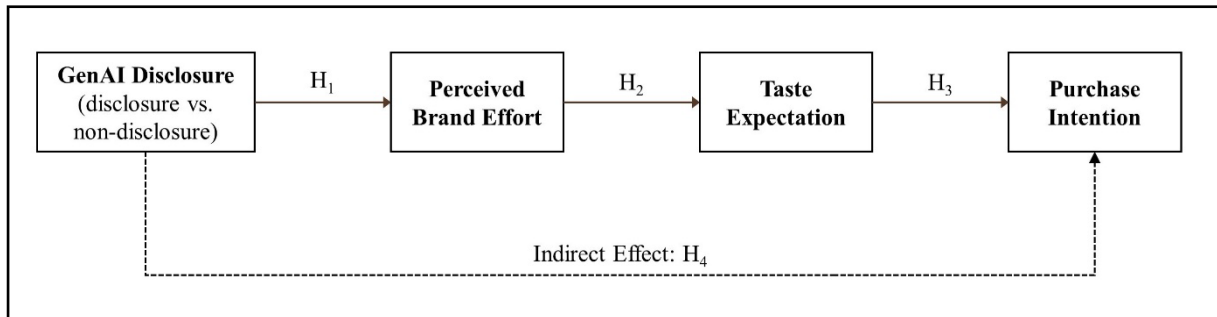 GenAI Disclosure
(disclosure vs.
non-disclosure)
H₁
Perceived
Brand Effort
H₂
Taste
Expectation
H₃
Purchase
Intention
Indirect Effect: H₄